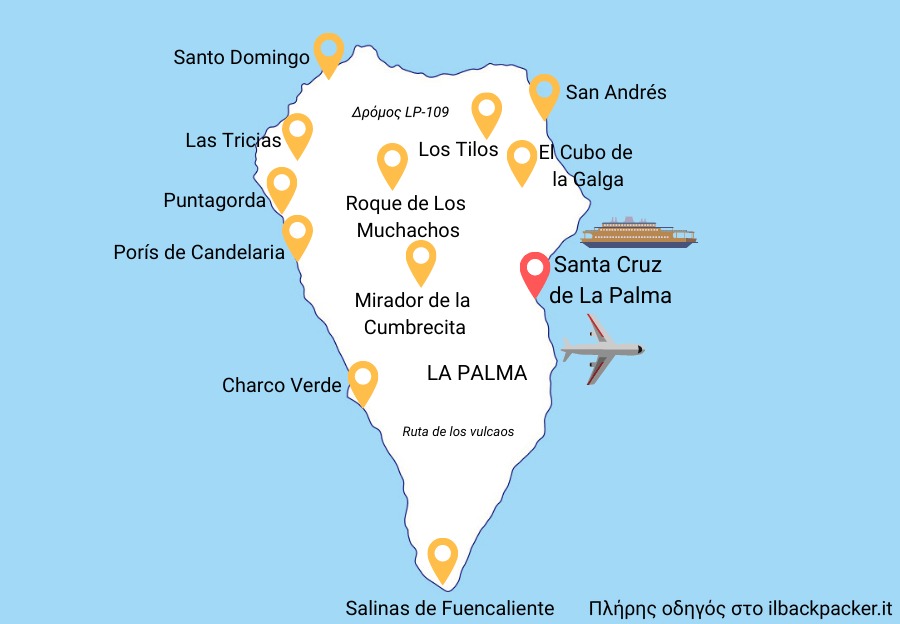 Santo Domingo
San Andrés
Δρόμος LP-109
Las Tricias
Los Tilos
El Cubo de
la Galga
Puntagorda
Roque de Los
Muchachos
Porís de Candelaria
Santa Cruz
de La Palma
Mirador de la
Cumbrecita
LA PALMA
Charco Verde
Ruta de los vulcaos
Salinas de Fuencaliente
Πλήρης οδηγός στο ilbackpacker.it